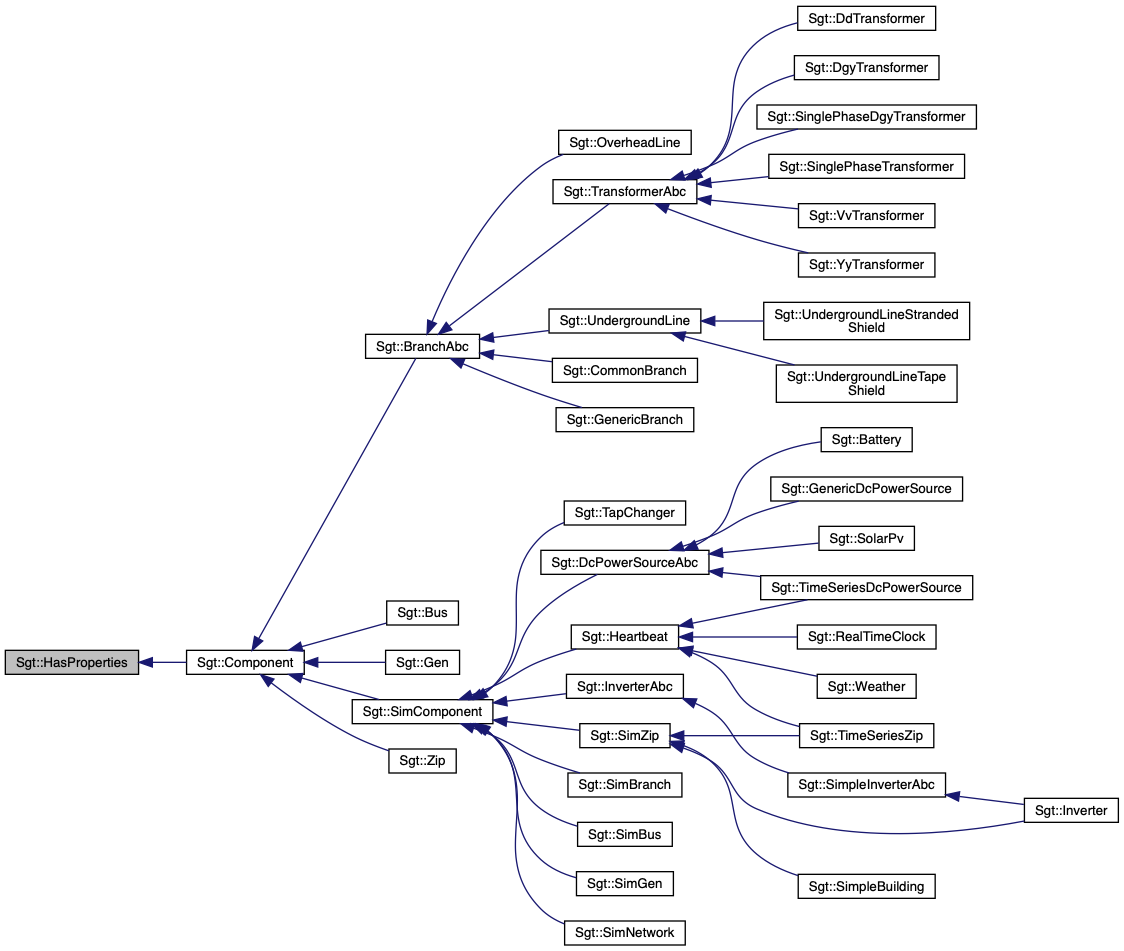 Sgt::DdTransformer
Sgt::DgyTransformer
Sgt::SinglePhaseDgyTransformer
Sgt::OverheadLine
Sgt::SinglePhaseTransformer
Sgt::TransformerAbc
Sgt::VvTransformer
Sgt::YyTransformer
Sgt::UndergroundLineStranded
Shield
Sgt::UndergroundLine
Sgt::BranchAbc
Sgt::CommonBranch
Sgt::UndergroundLineTape
Shield
Sgt::GenericBranch
Sgt::Battery
Sgt::GenericDcPowerSource
Sgt::TapChanger
Sgt::SolarPv
Sgt::DcPowerSourceAbc
Sgt::TimeSeriesDcPowerSource
Sgt::Bus
Sgt::Heartbeat
Sgt::RealTimeClock
Sgt::HasProperties
Sgt::Component
Sgt::Gen
Sgt::InverterAbc
Sgt::Weather
Sgt::SimComponent
Sgt::SimZip
Sgt::TimeSeriesZip
Sgt::Zip
Sgt::SimBranch
Sgt::SimpleInverterAbc
Sgt::Inverter
Sgt::SimBus
Sgt::SimGen
Sgt::SimpleBuilding
Sgt::SimNetwork